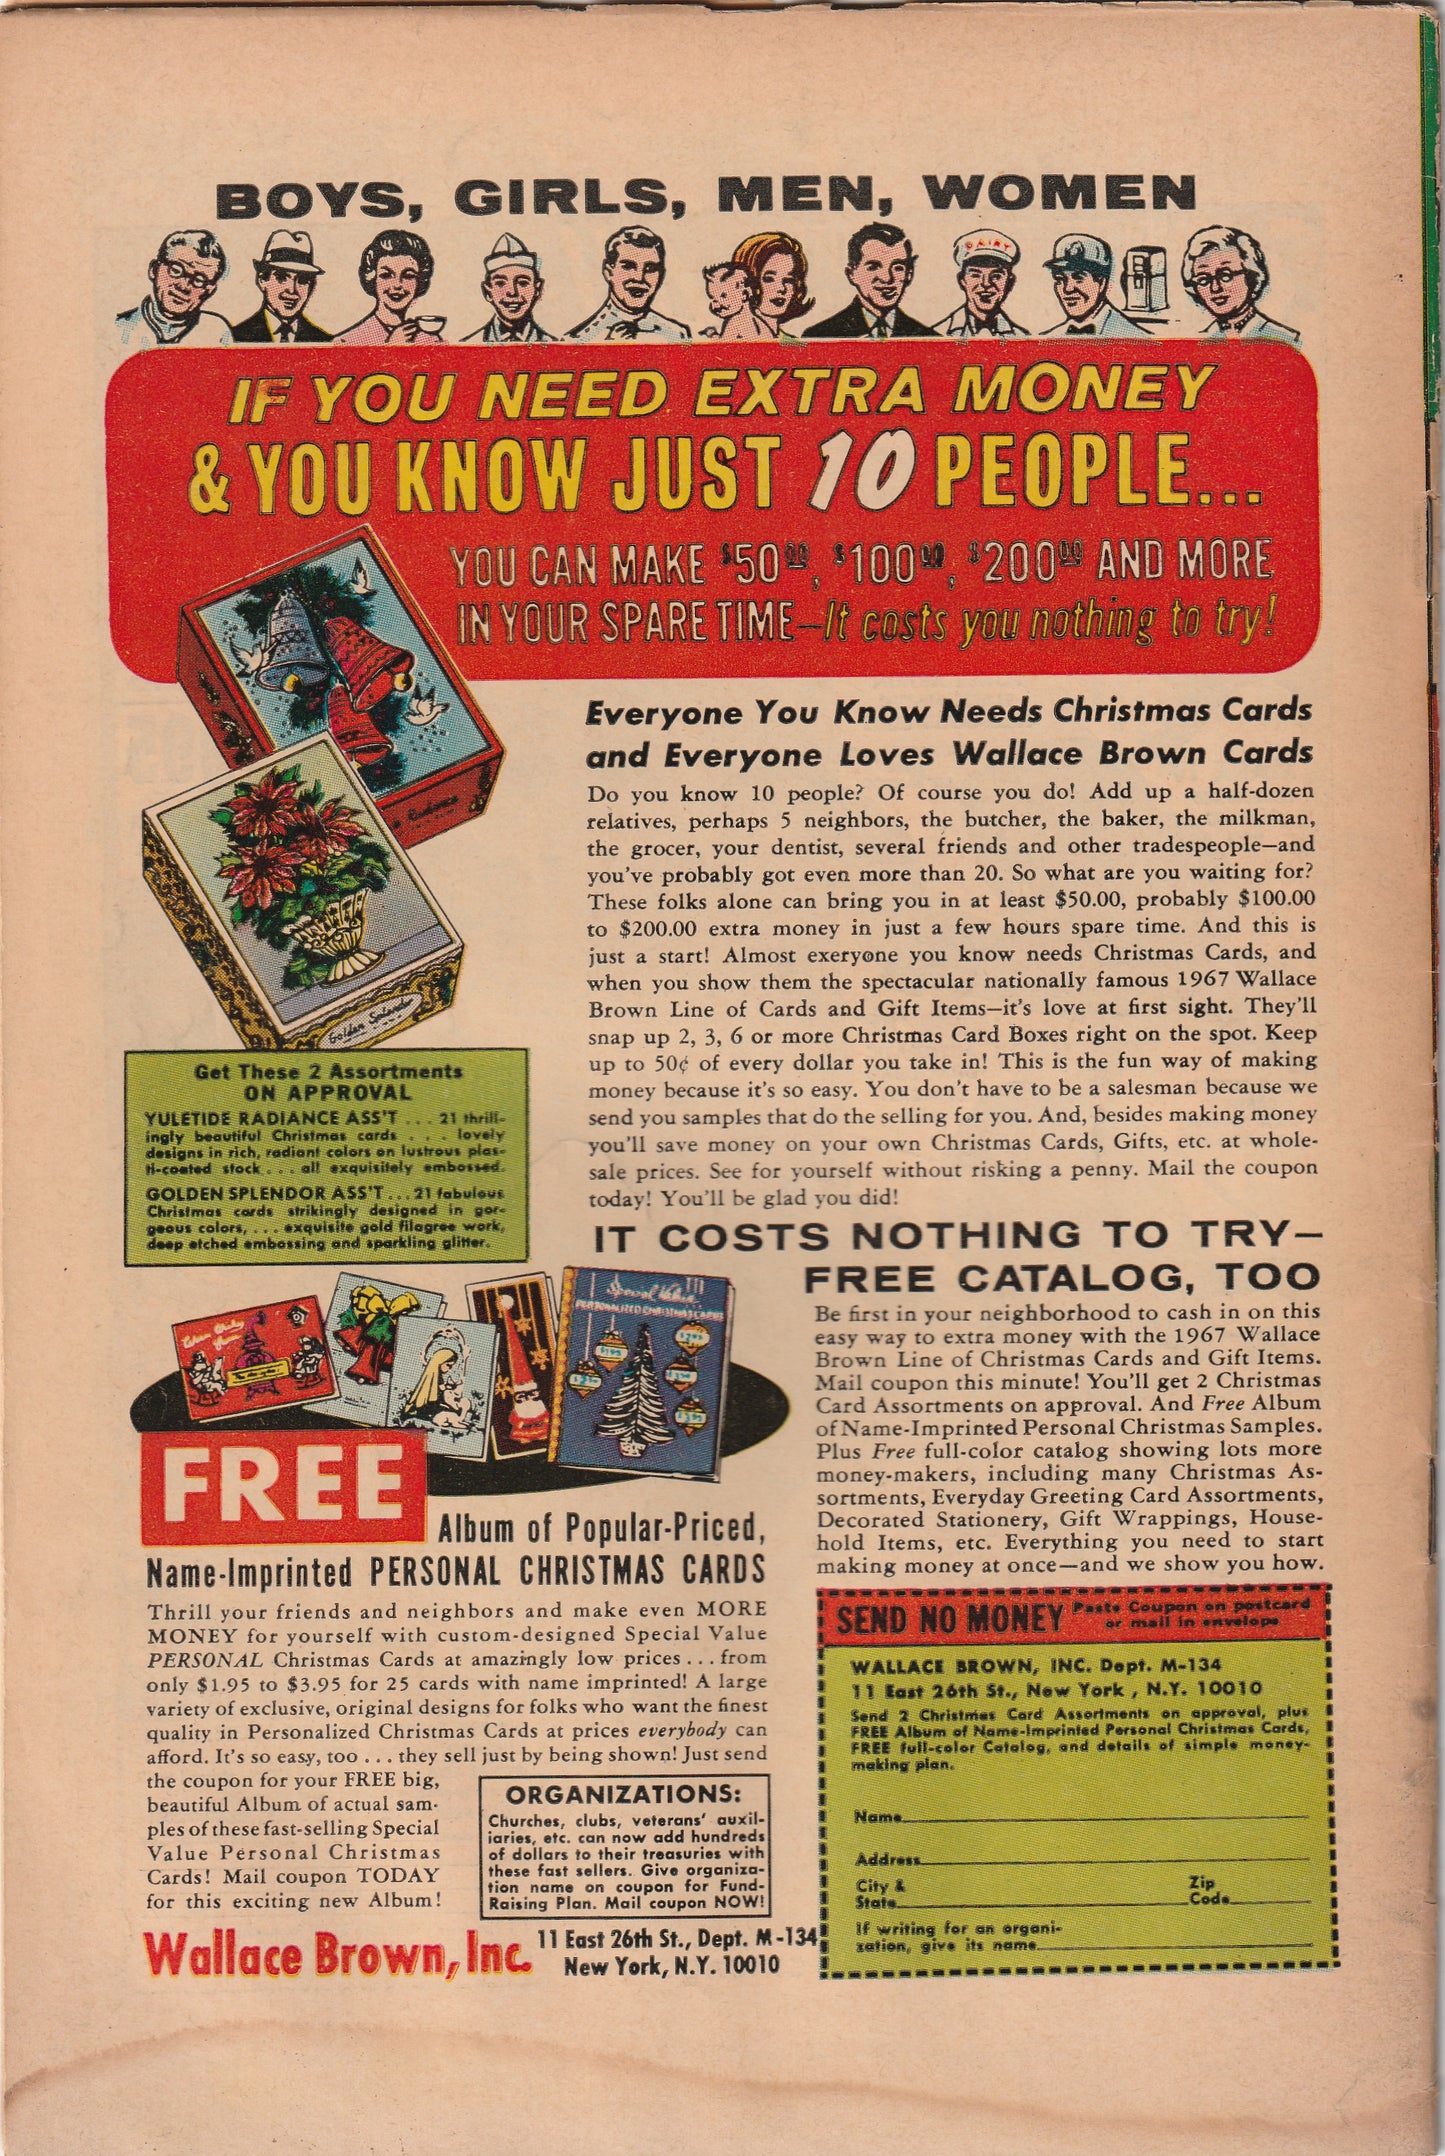 BOYS, GIRLS, MEN, WOMEN
DAIRY
IF YOU NEED EXTRA MONEY
& YOU KNOW JUST 10 PEOPLE...
YOU CAN MAKE $50.00, $100.00, $200.00 AND MORE
IN YOUR SPARE TIME—It costs you nothing to try!
Radiance
Golden Splendor
Everyone You Know Needs Christmas Cards
and Everyone Loves Wallace Brown Cards
Do you know 10 people? Of course you do! Add up a half-dozen
relatives, perhaps 5 neighbors, the butcher, the baker, the milkman,
the grocer, your dentist, several friends and other tradespeople—and
you've probably got even more than 20. So what are you waiting for?
These folks alone can bring you in at least $50.00, probably $100.00
to $200.00 extra money in just a few hours spare time. And this is
just a start! Almost exeryone you know needs Christmas Cards, and
when you show them the spectacular nationally famous 1967 Wallace
Brown Line of Cards and Gift Items—it's love at first sight. They'll
snap up 2, 3, 6 or more Christmas Card Boxes right on the spot. Keep
up to 50¢ of every dollar you take in! This is the fun way of making
money because it's so easy. You don't have to be a salesman because we
send you samples that do the selling for you. And, besides making money
you'll save money on your own Christmas Cards, Gifts, etc. at whole-
sale prices. See for yourself without risking a penny. Mail the coupon
today! You'll be glad you did!
Get These 2 Assortments
ON APPROVAL
YULETIDE RADIANCE ASS'T . . . 21 thrill-
ingly beautiful Christmas cards . . . lovely
designs in rich, radiant colors on lustrous plas-
ti-coated stock . . . all exquisitely embossed.
GOLDEN SPLENDOR ASS'T . . . 21 fabulous
Christmas cards strikingly designed in gor-
geous colors, . . . exquisite gold filagree work,
deep etched embossing and sparkling glitter.
IT COSTS NOTHING TO TRY—
FREE CATALOG, TOO
Be first in your neighborhood to cash in on this
easy way to extra money with the 1967 Wallace
Brown Line of Christmas Cards and Gift Items.
Mail coupon this minute! You'll get 2 Christmas
Card Assortments on approval. And Free Album
of Name-Imprinted Personal Christmas Samples.
Plus Free full-color catalog showing lots more
money-makers, including many Christmas As-
sortments, Everyday Greeting Card Assortments,
Decorated Stationery, Gift Wrappings, House-
hold Items, etc. Everything you need to start
making money at once—and we show you how.
Special Value
PERSONALIZED CHRISTMAS CARDS
$1.95
$2.95
$3.95
FREE
Album of Popular-Priced,
Name-Imprinted PERSONAL CHRISTMAS CARDS
Thrill your friends and neighbors and make even MORE
MONEY for yourself with custom-designed Special Value
PERSONAL Christmas Cards at amazingly low prices . . . from
only $1.95 to $3.95 for 25 cards with name imprinted! A large
variety of exclusive, original designs for folks who want the finest
quality in Personalized Christmas Cards at prices everybody can
afford. It's so easy, too . . . they sell just by being shown! Just send
the coupon for your FREE big,
beautiful Album of actual sam-
ples of these fast-selling Special
Value Personal Christmas
Cards! Mail coupon TODAY
for this exciting new Album!
ORGANIZATIONS:
Churches, clubs, veterans' auxil-
iaries, etc. can now add hundreds
of dollars to their treasuries with
these fast sellers. Give organiza-
tion name on coupon for Fund-
Raising Plan. Mail coupon NOW!
Wallace Brown, Inc. 11 East 26th St., Dept. M-134
New York, N.Y. 10010
SEND NO MONEY Paste Coupon on postcard
or mail in envelope
WALLACE BROWN, INC. Dept. M-134
11 East 26th St., New York , N.Y. 10010
Send 2 Christmas Card Assortments on approval, plus
FREE Album of Name-Imprinted Personal Christmas Cards,
FREE full-color Catalog, and details of simple money-
making plan.
Name
Address
City & Zip
State Code
If writing for an organi-
zation, give its name